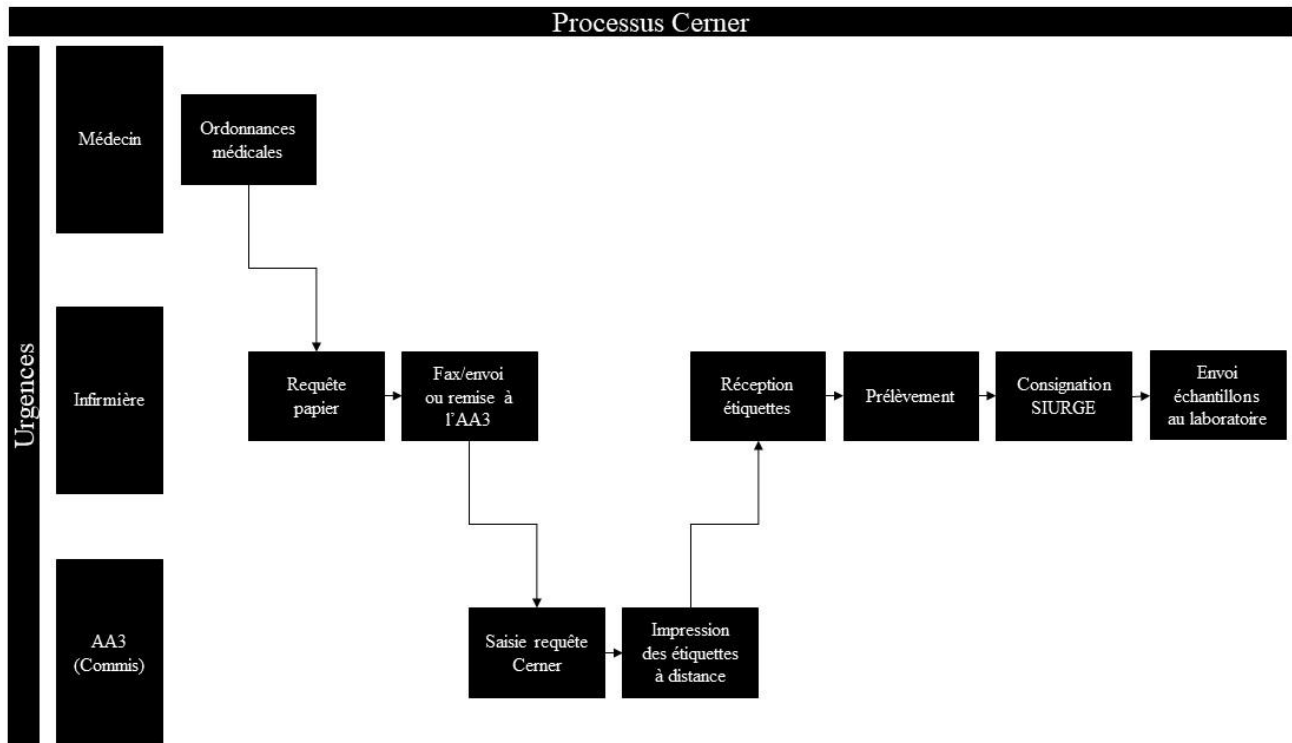 Processus Cerner
Urgences
Médecin
Ordonnances
médicales
Infirmière
Requête
papier
Fax/envoi
ou remise à
l'AA3
Réception
étiquettes
Prélèvement
Consignation
SIURGE
Envoi
échantillons
au laboratoire
AA3
(Commis)
Saisie requête
Cerner
Impression
des étiquettes
à distance